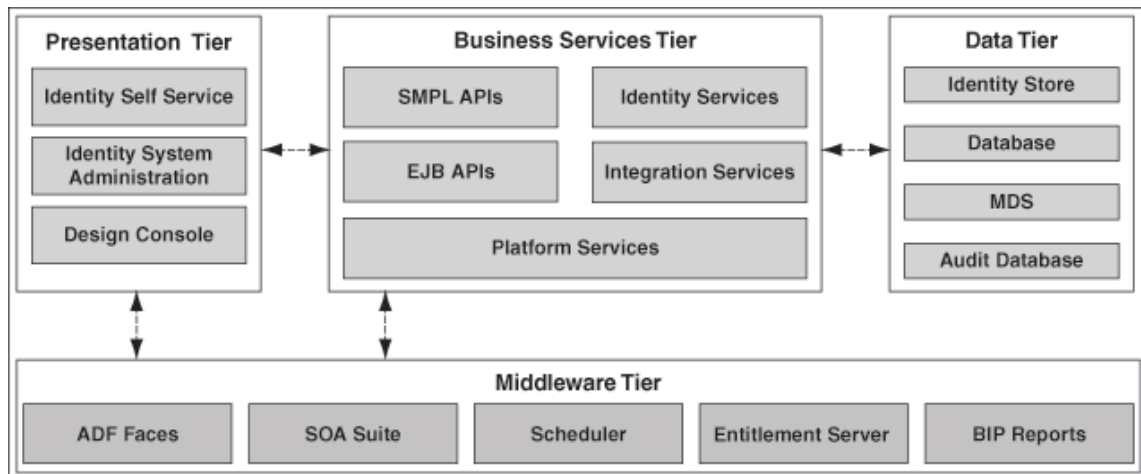 Presentation Tier
Identity Self Service
Identity System
Administration
Design Console
Business Services Tier
SMPL APIs
Identity Services
EJB APIs
Integration Services
Platform Services
Data Tier
Identity Store
Database
MDS
Audit Database
Middleware Tier
ADF Faces
SOA Suite
Scheduler
Entitlement Server
BIP Reports